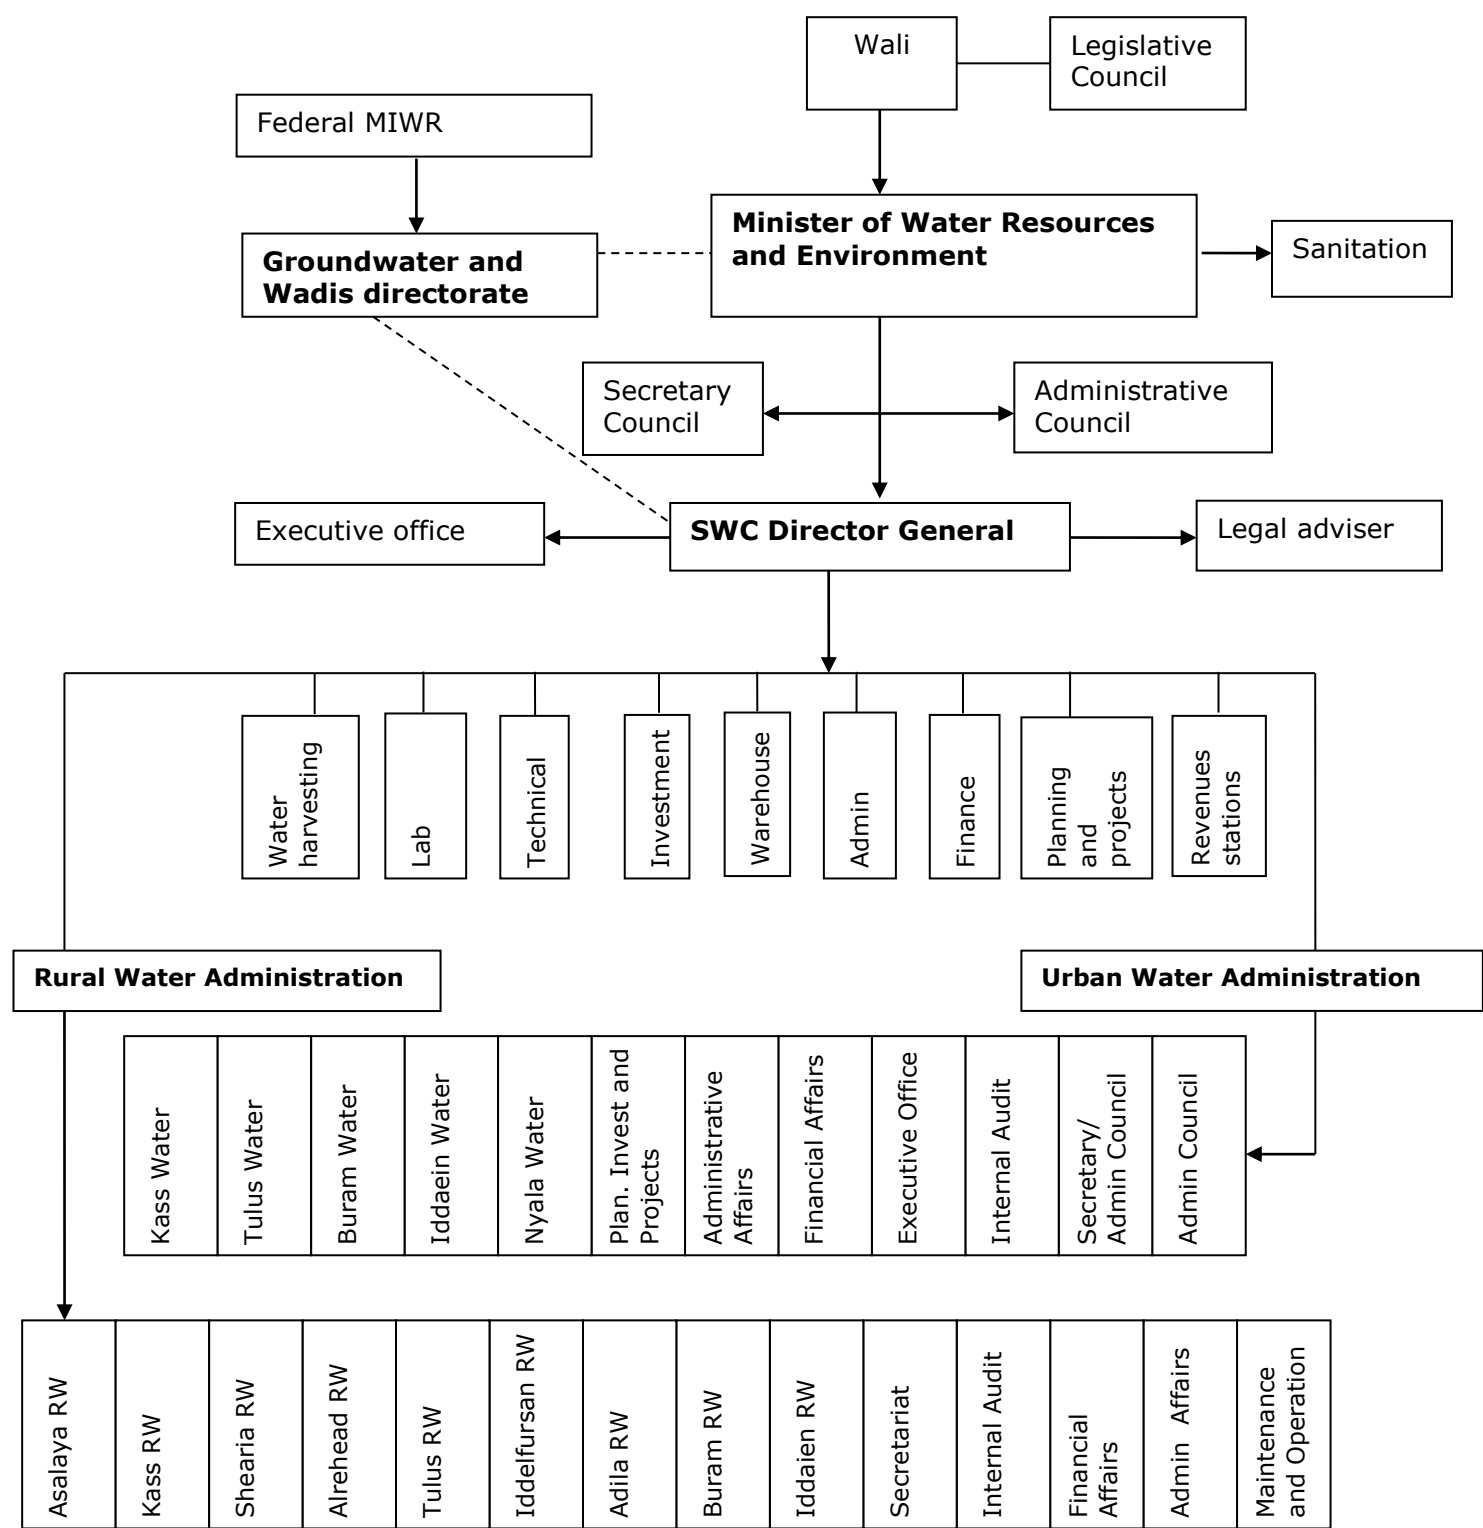 Wali
Legislative
Council
Federal MIWR
Minister of Water Resources
and Environment
Sanitation
Groundwater and
Wadis directorate
Secretary
Council
Administrative
Council
Executive office
SWC Director General
Legal adviser
Water
harvesting
Lab
Technical
Investment
Warehouse
Admin
Finance
Planning
and
projects
Revenues
stations
Rural Water Administration
Urban Water Administration
Kass Water
Tulus Water
Buram Water
Iddaein Water
Nyala Water
Plan. Invest and
Projects
Administrative
Affairs
Financial Affairs
Executive Office
Internal Audit
Secretary/
Admin Council
Admin Council
Asalaya RW
Kass RW
Shearia RW
Alrehead RW
Tulus RW
Iddelfursan RW
Adila RW
Buram RW
Iddaien RW
Secretariat
Internal Audit
Financial
Affairs
Admin  Affairs
Maintenance
and Operation